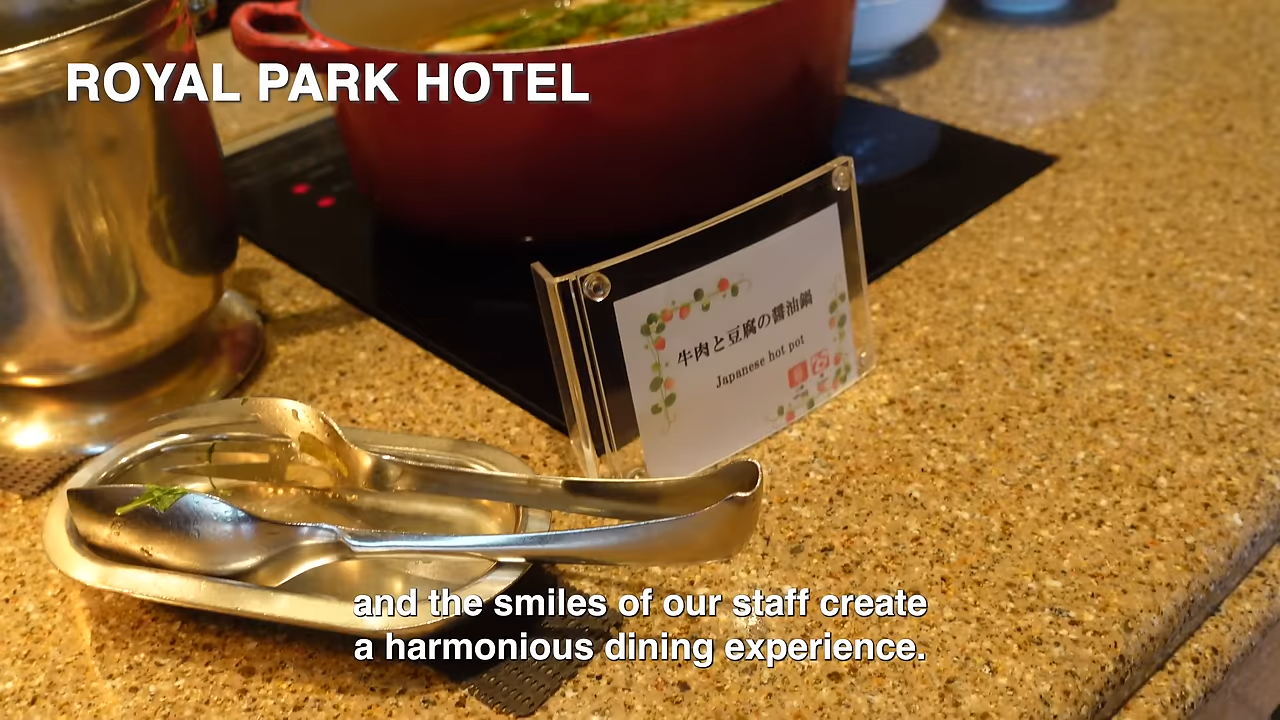 ROYAL PARK HOTEL
牛肉と豆腐の醤油鍋
Japanese hot pot
and the smiles of our staff create
a harmonious dining experience.